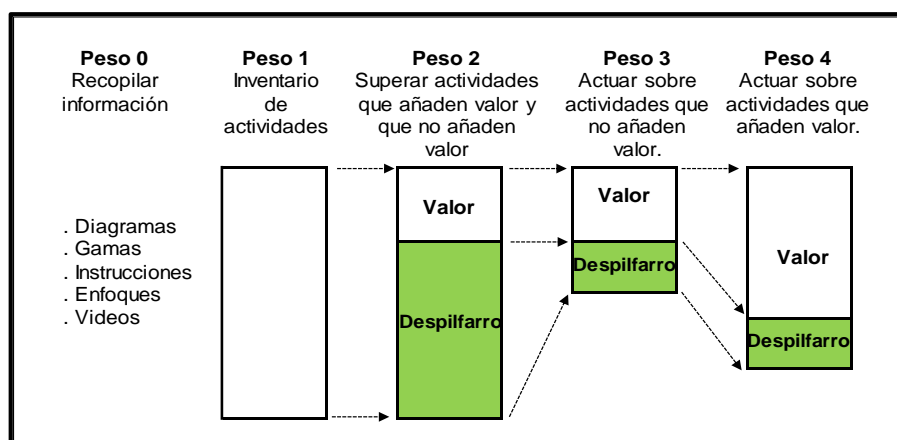 Peso 0
Recopilar
información
Peso 1
Inventario
de
actividades
Peso 2
Superar actividades
que añaden valor y
que no añaden
valor
Peso 3
Actuar sobre
actividades que
no añaden
valor.
Peso 4
Actuar sobre
actividades que
añaden valor.
. Diagramas
. Gamas
. Instrucciones
. Enfoques
. Videos
Valor
Despilfarro
Valor
Despilfarro
Valor
Despilfarro